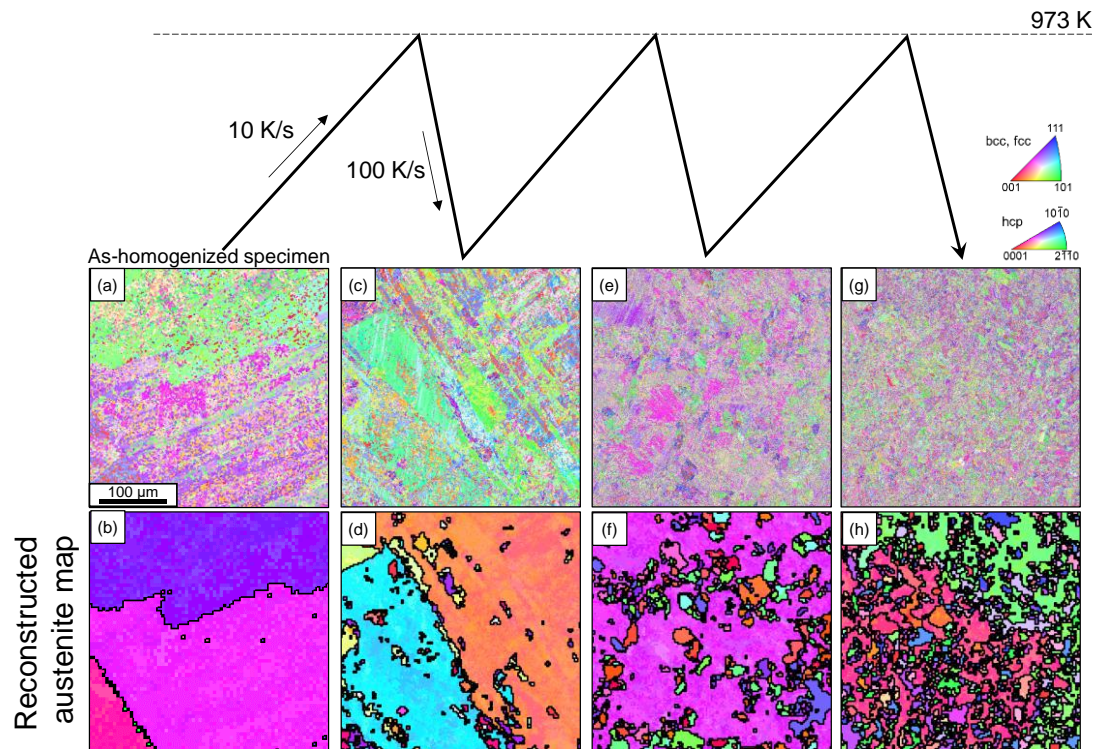 973 K
10 K/s
100 K/s
111
bcc, fcc
001
101
101̄0
hcp
0001
21̄1̄0
As-homogenized specimen
(a)
(c)
(e)
(g)
100 μm
(b)
(d)
(f)
(h)
Reconstructed
austenite map